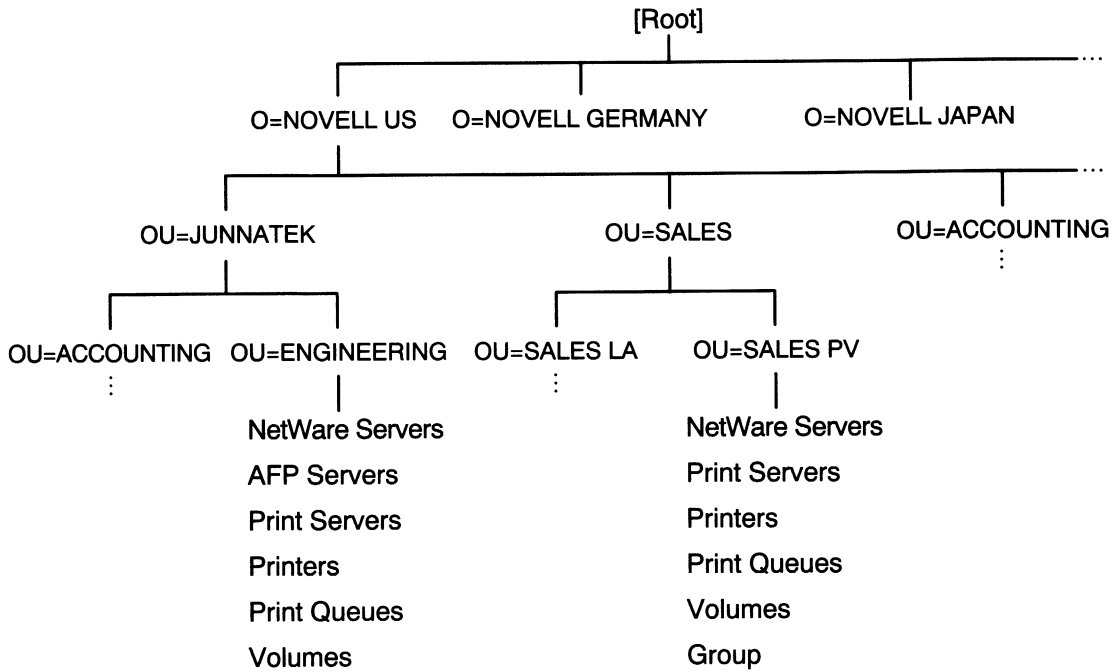 [Root]
O=NOVELL US O=NOVELL GERMANY O=NOVELL JAPAN
OU=JUNNATEK OU=SALES OU=ACCOUNTING
OU=ACCOUNTING OU=ENGINEERING OU=SALES LA OU=SALES PV
NetWare Servers
AFP Servers
Print Servers
Printers
Print Queues
Volumes
NetWare Servers
Print Servers
Printers
Print Queues
Volumes
Group